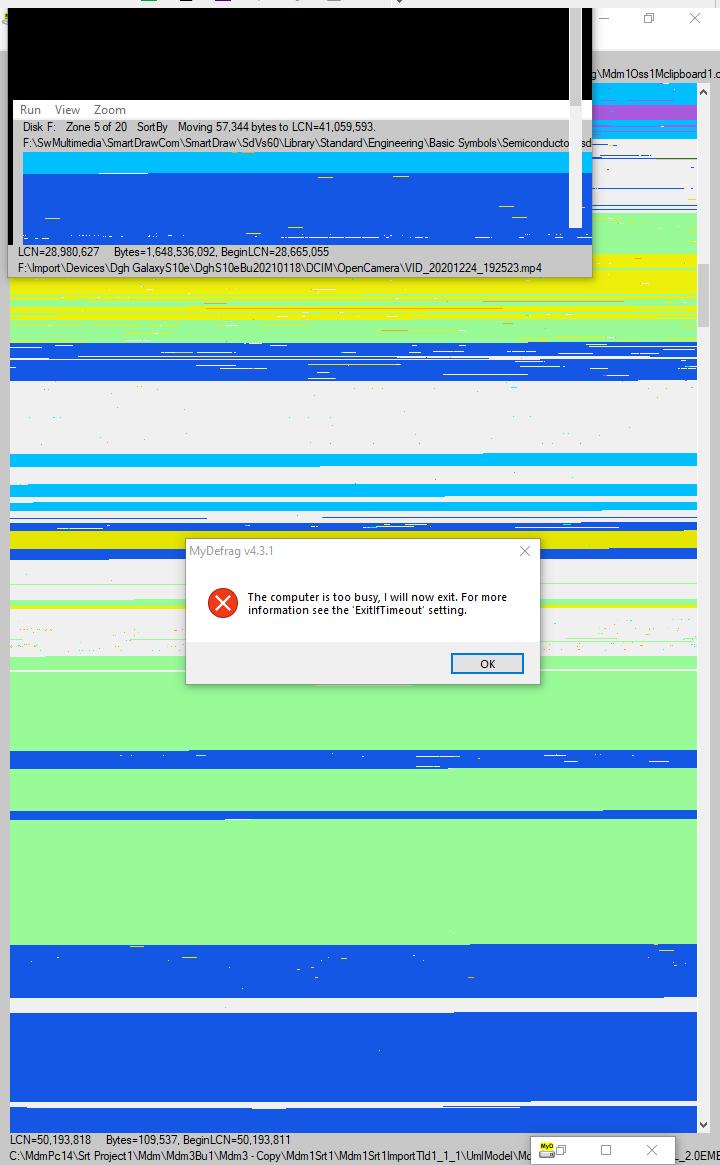 g\Mdm1Oss1Mclipboard1.c
Run View Zoom
Disk F: Zone 5 of 20 SortBy Moving 57,344 bytes to LCN=41,059,593.
F:\SwMultimedia\SmartDrawCom\SmartDraw\SdVs60\Library\Standard\Engineering\Basic Symbols\Semiconductor
LCN=28,980,627 Bytes=1,648,536,092, BeginLCN=28,665,055
F:\Import\Devices\Dgh GalaxyS10e\DghS10eBu20210118\DCIM\OpenCamera\VID_20201224_192523.mp4
MyDefrag v4.3.1
The computer is too busy, I will now exit. For more
information see the 'ExitIfTimeout' setting.
OK
LCN=50,193,818 Bytes=109,537, BeginLCN=50,193,811
C:\MdmPc14\Srt Project1\Mdm\Mdm3Bu1\Mdm3 - Copy\Mdm1Srt1\Mdm1Srt1ImportTld1_1_1\UmlModel\Mc
MyD
_2.0EME